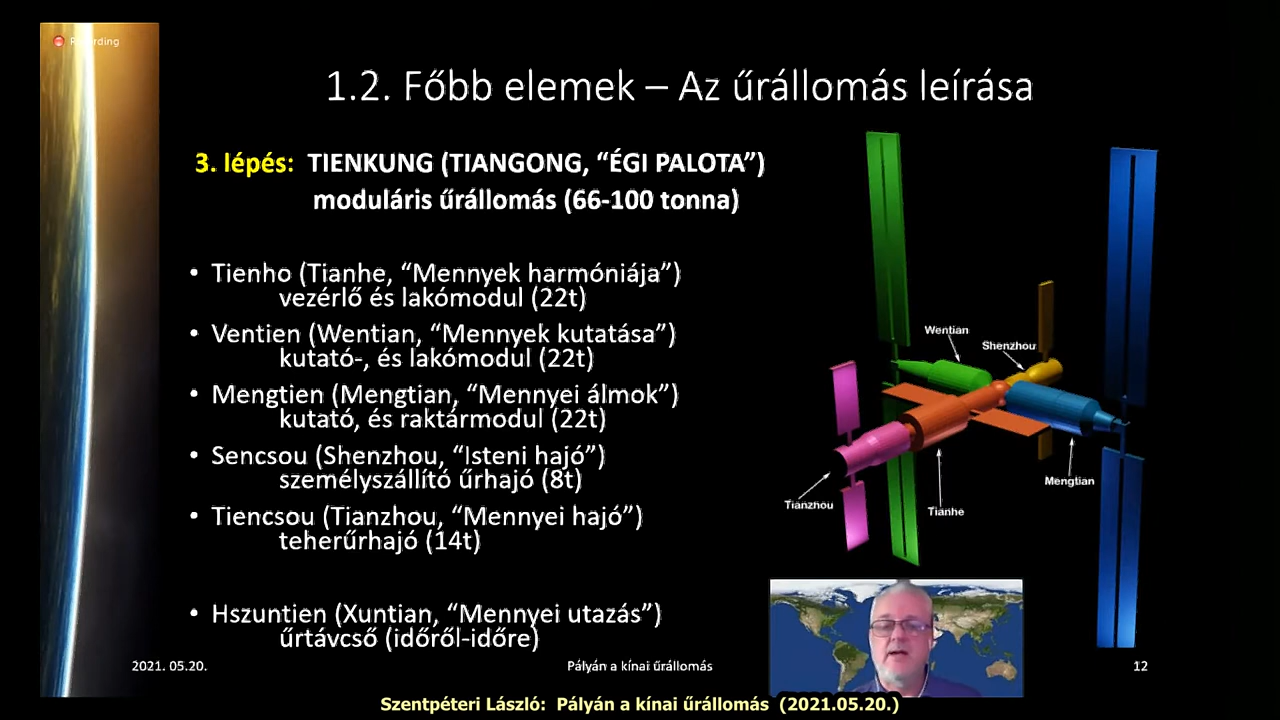 Recording
1.2. Főbb elemek – Az űrállomás leírása
3. lépés: TIENKUNG (TIANGONG, “ÉGI PALOTA”)
moduláris űrállomás (66-100 tonna)
• Tienho (Tianhe, “Mennyek harmóniája”)
vezérlő és lakómodul (22t)
• Ventien (Wentian, “Mennyek kutatása”)
kutató-, és lakómodul (22t)
• Mengtien (Mengtian, “Mennyei álmok”)
kutató, és raktármodul (22t)
• Sencsou (Shenzhou, “Isteni hajó”)
személyszállító űrhajó (8t)
• Tiencsou (Tianzhou, “Mennyei hajó”)
teherűrhajó (14t)
• Hszuntien (Xuntian, “Mennyei utazás”)
űrtávcső (időről-időre)
Wentian
Shenzhou
Mengtian
Tianzhou
Tianhe
2021. 05.20.
Pályán a kínai űrállomás
12
Szentpéteri László: Pályán a kínai űrállomás (2021.05.20.)